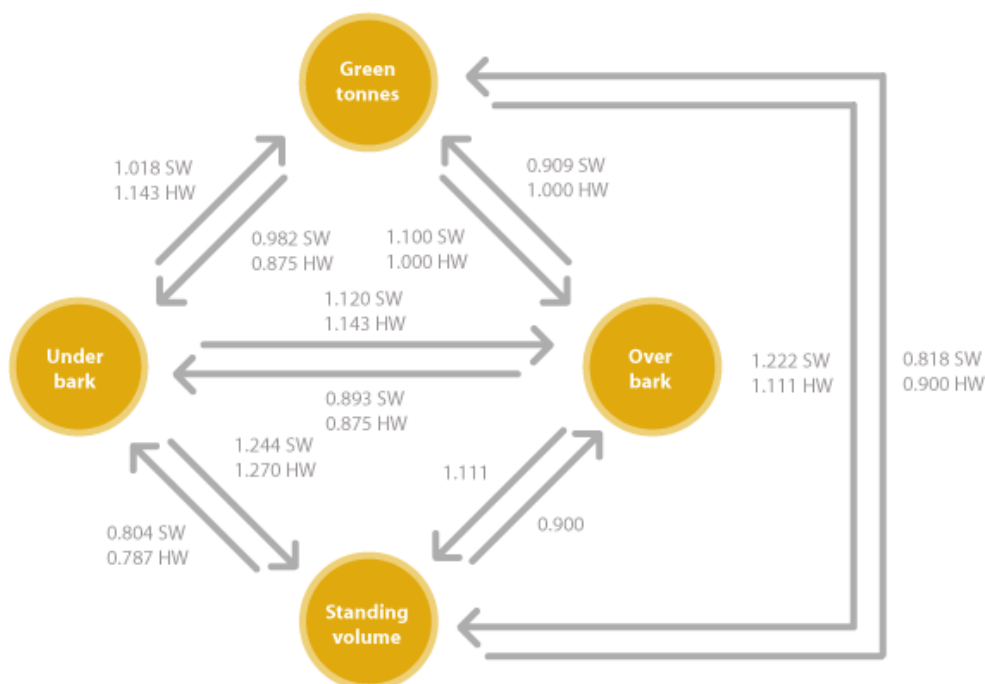 Green
tonnes
1.018 SW
1.143 HW
0.909 SW
1.000 HW
0.982 SW
0.875 HW
1.100 SW
1.000 HW
1.120 SW
1.143 HW
Under
bark
Over
bark
1.222 SW
1.111 HW
0.818 SW
0.900 HW
0.893 SW
0.875 HW
1.244 SW
1.270 HW
1.111
0.900
0.804 SW
0.787 HW
Standing
volume